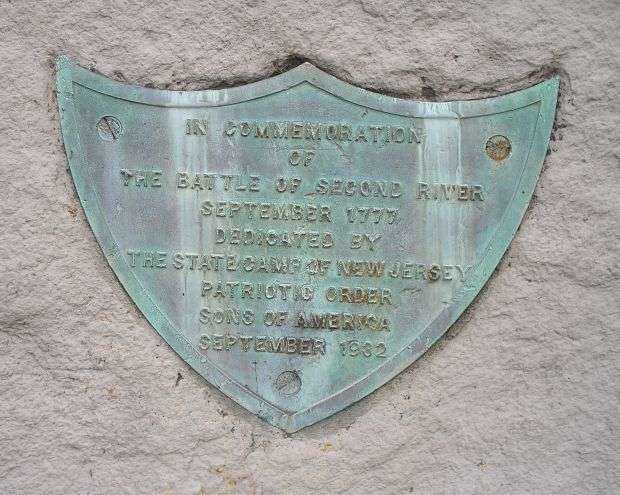 IN COMMEMORATION
OF
THE BATTLE OF SECOND RIVER
SEPTEMBER 1777
DEDICATED BY
THE STATE CAMP OF NEW JERSEY
PATRIOTIC ORDER
SONS OF AMERICA
SEPTEMBER 1932